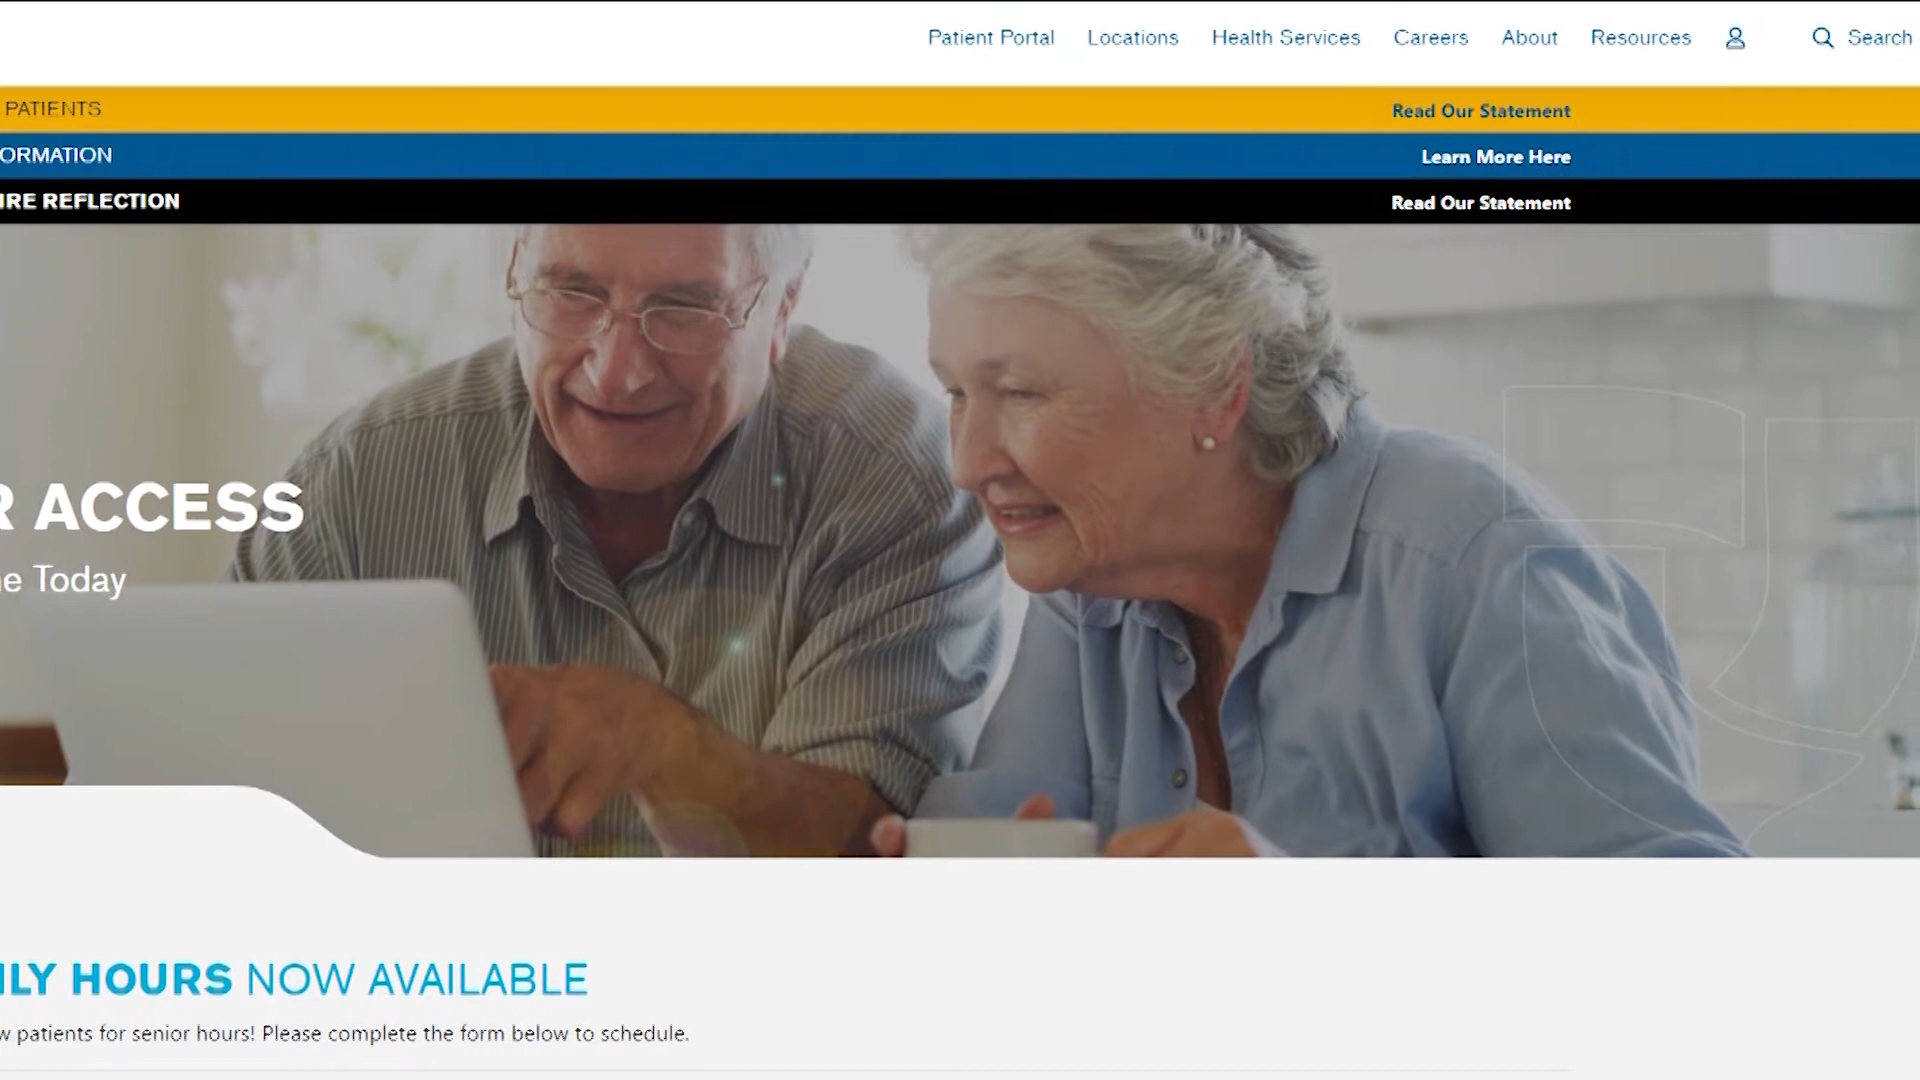 Patient Portal Locations Health Services Careers About Resources Search
PATIENTS Read Our Statement
ORMATION Learn More Here
IRE REFLECTION Read Our Statement
R ACCESS
e Today
LY HOURS NOW AVAILABLE
w patients for senior hours! Please complete the form below to schedule.